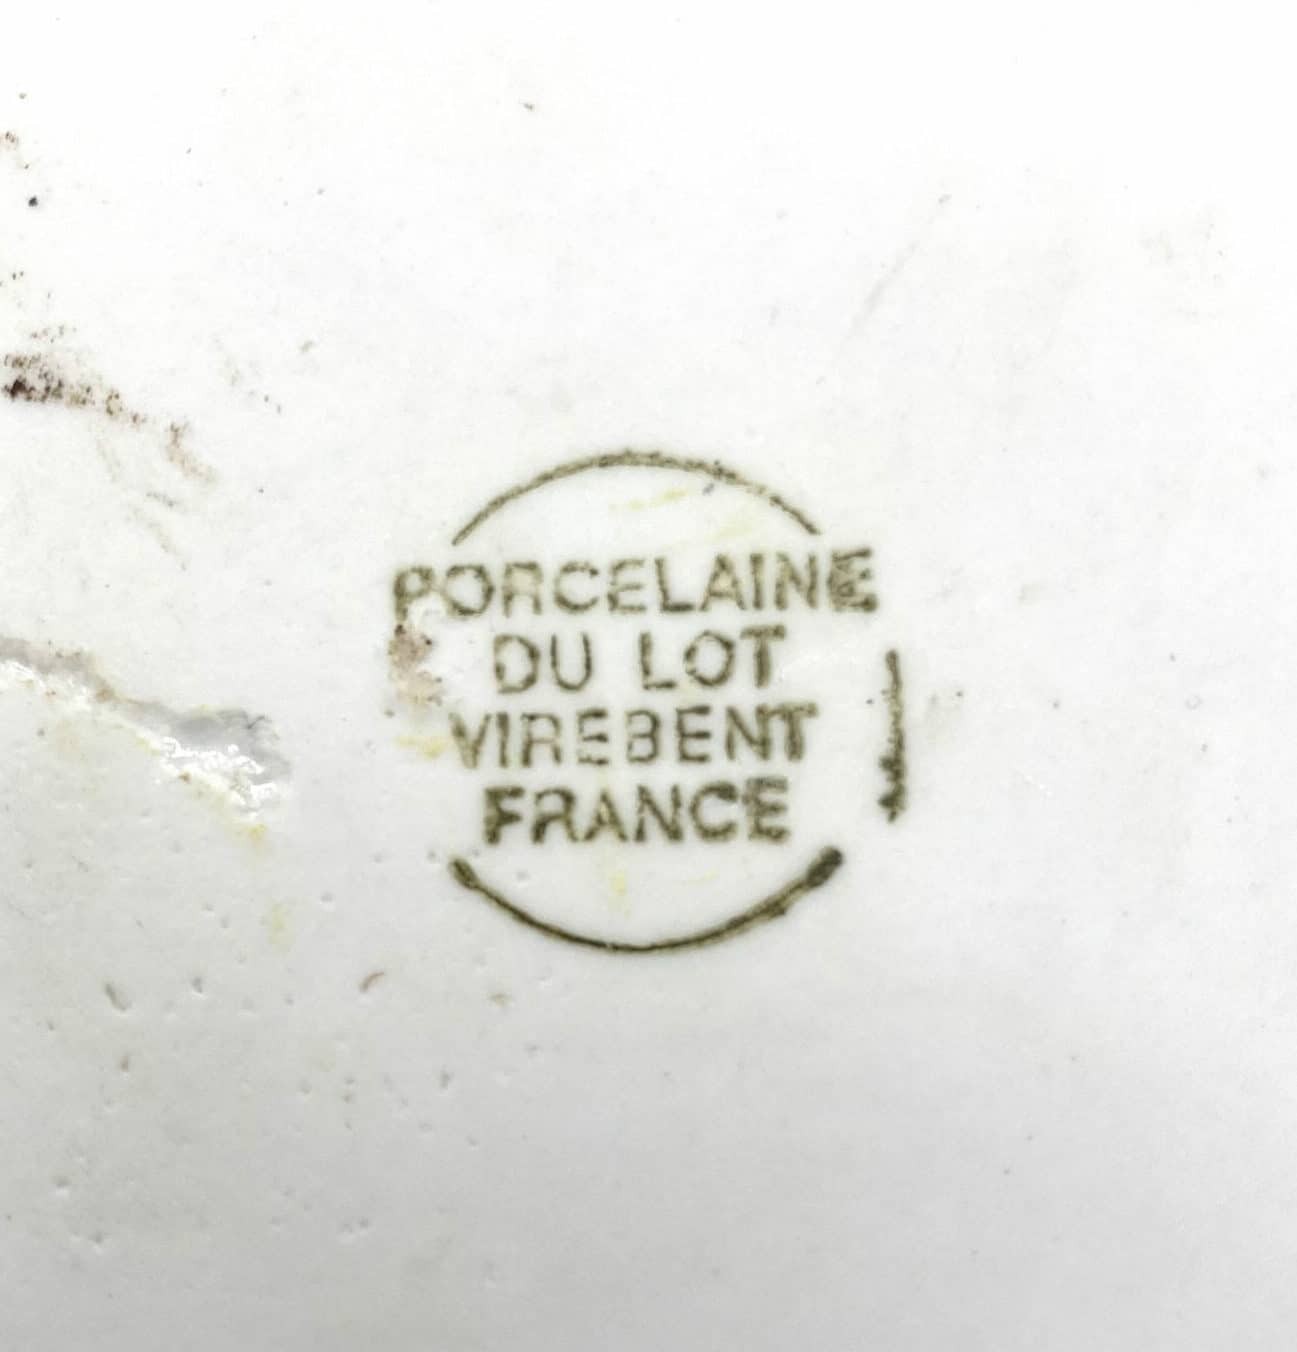 PORCELAINE
DU LOT
VIREBENT
FRANCE